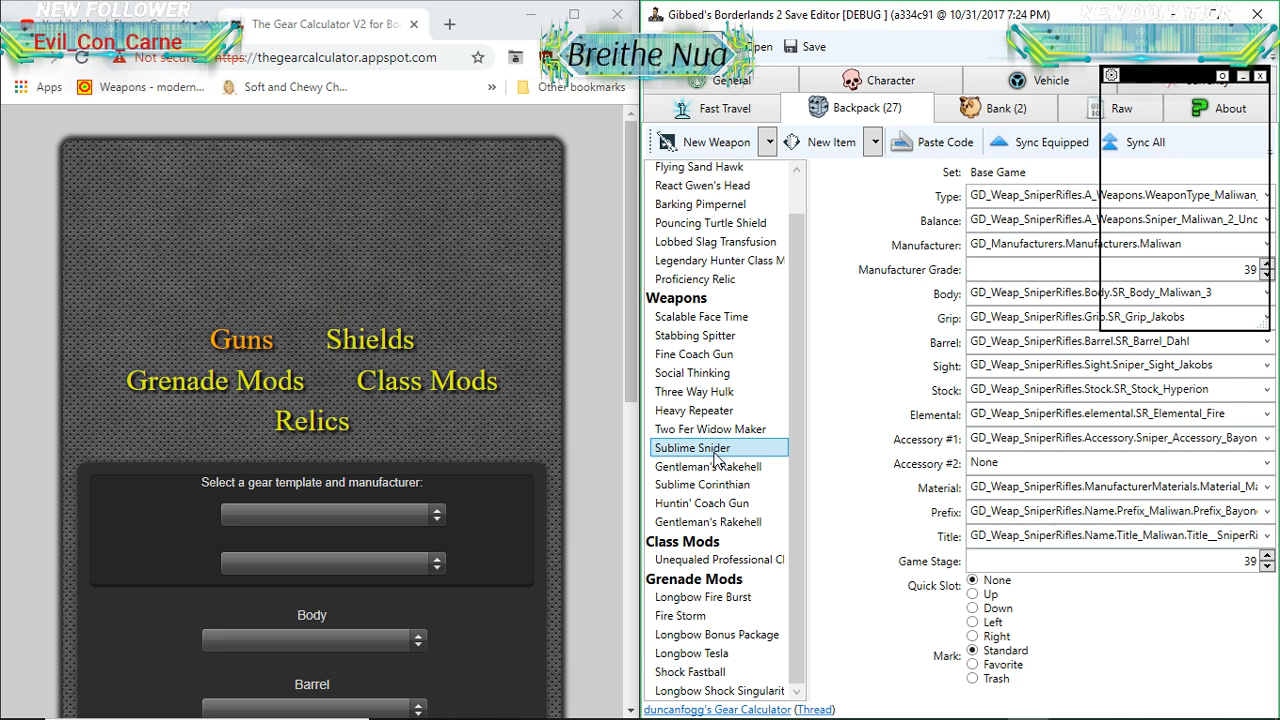 NEW FOLLOWER
Evil_Con_Carne
The Gear Calculator V2 for Bo
Not secure
https://thegearcalculator.appspot.com
Breithe Nua
Apps
Weapons - modern...
Soft and Chewy Ch...
»
Other bookmarks
Guns
Shields
Grenade Mods
Class Mods
Relics
Select a gear template and manufacturer:
Body
Barrel
Gibbed's Borderlands 2 Save Editor [DEBUG ] (a334c91 @ 10/31/2017 7:24 PM)
NEW DONATION
Open
Save
General
Character
Vehicle
Fast Travel
Backpack (27)
Bank (2)
Raw
About
New Weapon
New Item
Paste Code
Sync Equipped
Sync All
Flying Sand Hawk
React Gwen's Head
Barking Pimpernel
Pouncing Turtle Shield
Lobbed Slag Transfusion
Legendary Hunter Class M
Proficiency Relic
Weapons
Scalable Face Time
Stabbing Spitter
Fine Coach Gun
Social Thinking
Three Way Hulk
Heavy Repeater
Two Fer Widow Maker
Sublime Snider
Gentleman's Rakehell
Sublime Corinthian
Huntin' Coach Gun
Gentleman's Rakehell
Class Mods
Unequaled Professional Cl
Grenade Mods
Longbow Fire Burst
Fire Storm
Longbow Bonus Package
Longbow Tesla
Shock Fastball
Longbow Shock Singularit
duncanfogg's Gear Calculator (Thread)
Set: Base Game
Type: GD_Weap_SniperRifles.A_Weapons.WeaponType_Maliwan_
Balance: GD_Weap_SniperRifles.A_Weapons.Sniper_Maliwan_2_Unc
Manufacturer: GD_Manufacturers.Manufacturers.Maliwan
Manufacturer Grade: 39
Body: GD_Weap_SniperRifles.Body.SR_Body_Maliwan_3
Grip: GD_Weap_SniperRifles.Grip.SR_Grip_Jakobs
Barrel: GD_Weap_SniperRifles.Barrel.SR_Barrel_Dahl
Sight: GD_Weap_SniperRifles.Sight.Sniper_Sight_Jakobs
Stock: GD_Weap_SniperRifles.Stock.SR_Stock_Hyperion
Elemental: GD_Weap_SniperRifles.elemental.SR_Elemental_Fire
Accessory #1: GD_Weap_SniperRifles.Accessory.Sniper_Accessory_Bayon
Accessory #2: None
Material: GD_Weap_SniperRifles.ManufacturerMaterials.Material_Ma
Prefix: GD_Weap_SniperRifles.Name.Prefix_Maliwan.Prefix_Bayon
Title: GD_Weap_SniperRifles.Name.Title_Maliwan.Title__SniperRi
Game Stage: 39
Quick Slot: None
Up
Down
Left
Right
Mark: Standard
Favorite
Trash